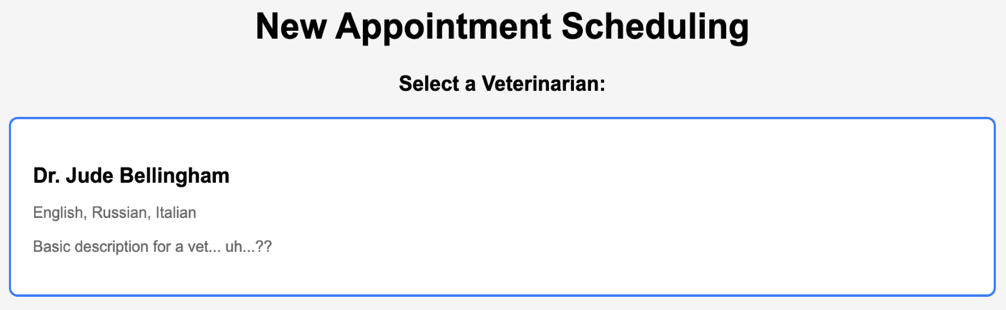 New Appointment Scheduling
Select a Veterinarian:
Dr. Jude Bellingham
English, Russian, Italian
Basic description for a vet... uh...??